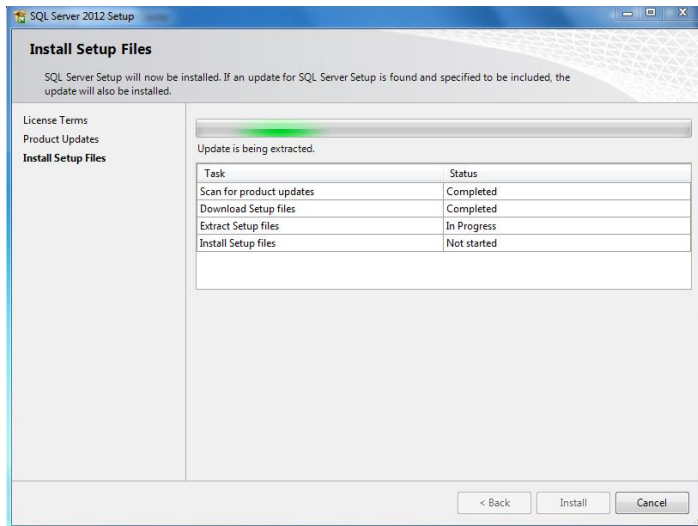 SQL Server 2012 Setup
Install Setup Files
SQL Server Setup will now be installed. If an update for SQL Server Setup is found and specified to be included, the
update will also be installed.
License Terms
Product Updates
Install Setup Files
Update is being extracted.
Task Status
Scan for product updates Completed
Download Setup files Completed
Extract Setup files In Progress
Install Setup files Not started
< Back Install Cancel